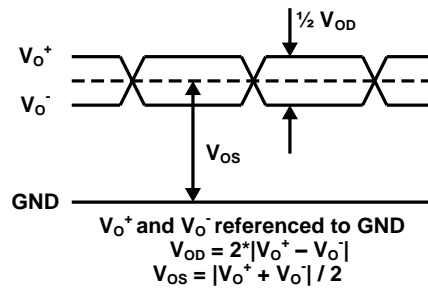 ½ V_OD
V_O^+
V_O^-
V_OS
GND
V_O^+ and V_O^- referenced to GND
V_OD = 2*|V_O^+ – V_O^-|
V_OS = |V_O^+ + V_O^-| / 2